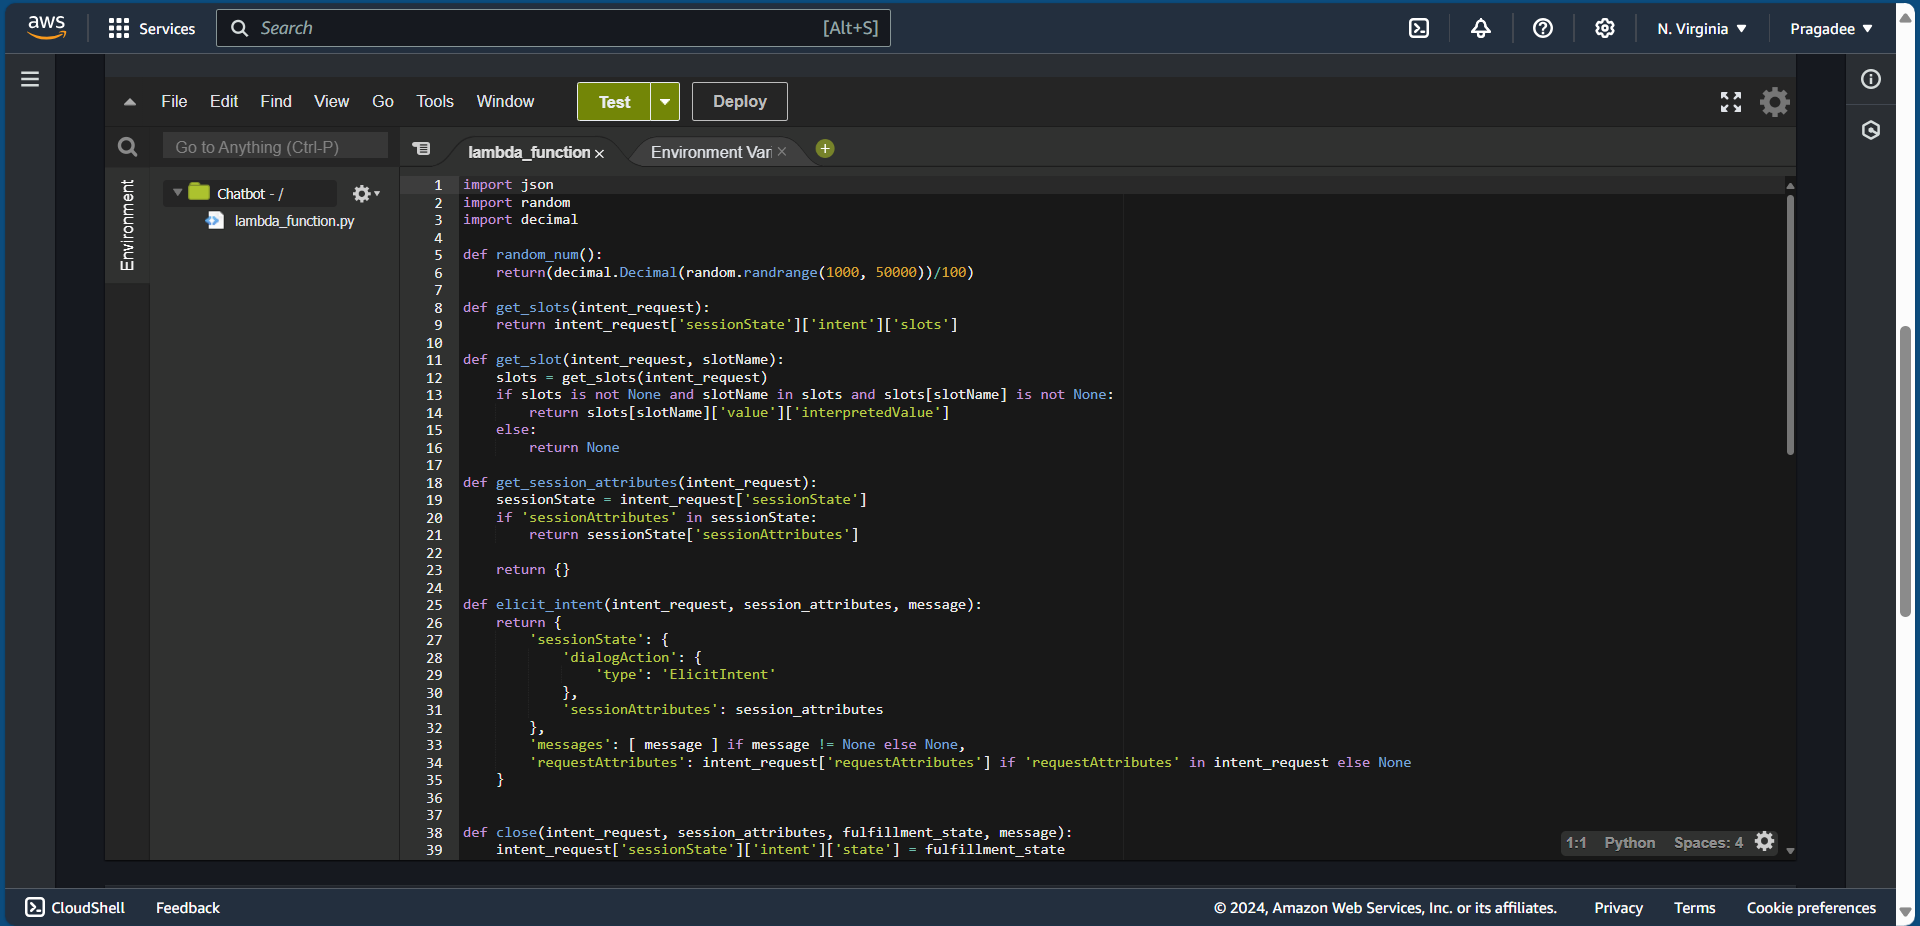 aws Services Search [Alt+S] N. Virginia ▼ Pragadee ▼
File Edit Find View Go Tools Window Test Deploy
Go to Anything (Ctrl-P) lambda_function × Environment Var ×
Environment
Chatbot - /
lambda_function.py
1 import json
2 import random
3 import decimal
4
5 def random_num():
6     return(decimal.Decimal(random.randrange(1000, 50000))/100)
7
8 def get_slots(intent_request):
9     return intent_request['sessionState']['intent']['slots']
10
11 def get_slot(intent_request, slotName):
12     slots = get_slots(intent_request)
13     if slots is not None and slotName in slots and slots[slotName] is not None:
14         return slots[slotName]['value']['interpretedValue']
15     else:
16         return None
17
18 def get_session_attributes(intent_request):
19     sessionState = intent_request['sessionState']
20     if 'sessionAttributes' in sessionState:
21         return sessionState['sessionAttributes']
22
23     return {}
24
25 def elicit_intent(intent_request, session_attributes, message):
26     return {
27         'sessionState': {
28             'dialogAction': {
29                 'type': 'ElicitIntent'
30             },
31             'sessionAttributes': session_attributes
32         },
33         'messages': [ message ] if message != None else None,
34         'requestAttributes': intent_request['requestAttributes'] if 'requestAttributes' in intent_request else None
35     }
36
37
38 def close(intent_request, session_attributes, fulfillment_state, message):
39     intent_request['sessionState']['intent']['state'] = fulfillment_state
1:1 Python Spaces: 4
CloudShell Feedback © 2024, Amazon Web Services, Inc. or its affiliates. Privacy Terms Cookie preferences